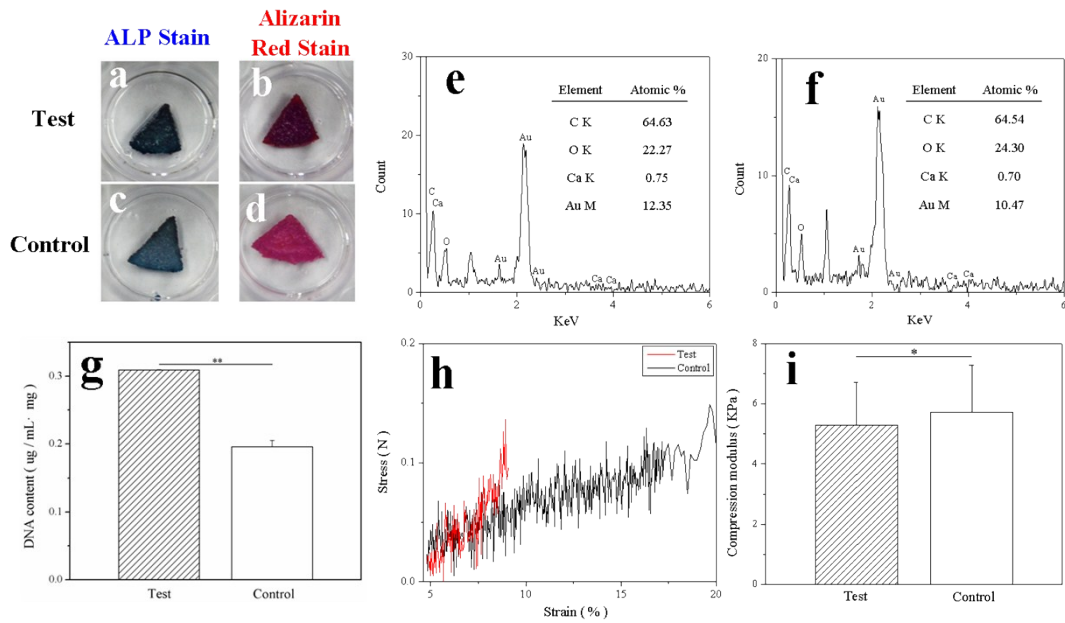 ALP Stain
Alizarin
Red Stain
Test
Control
a
b
c
d
e
Element Atomic %
C K 64.63
O K 22.27
Ca K 0.75
Au M 12.35
30
20
10
0
Count
C
Ca
O
Au
Au
Au
Ca
Ca
0 2 4 6
KeV
f
Element Atomic %
C K 64.54
O K 24.30
Ca K 0.70
Au M 10.47
20
10
0
Count
C
Ca
O
Au
Au
Au
Ca
Ca
0 2 4 6
KeV
g
**
0.3
0.2
0.1
0.0
DNA content ( ug / mL· mg )
Test Control
h
Test
Control
0.2
0.1
0.0
Stress ( N )
5 10 15 20
Strain ( % )
i
*
8
6
4
2
0
Compression modulus ( KPa )
Test Control